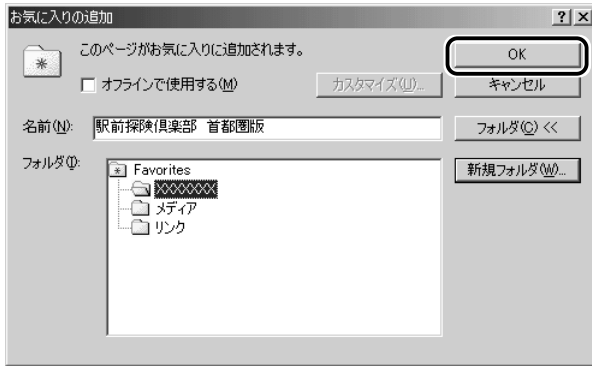 お気に入りの追加
このページがお気に入りに追加されます。
オフラインで使用する(M)
カスタマイズ(U)...
OK
キャンセル
名前(N):
駅前探険倶楽部 首都圏版
フォルダ(C) <<
フォルダ(I):
新規フォルダ(W)...
Favorites
XXXXXXXX
メディア
リンク